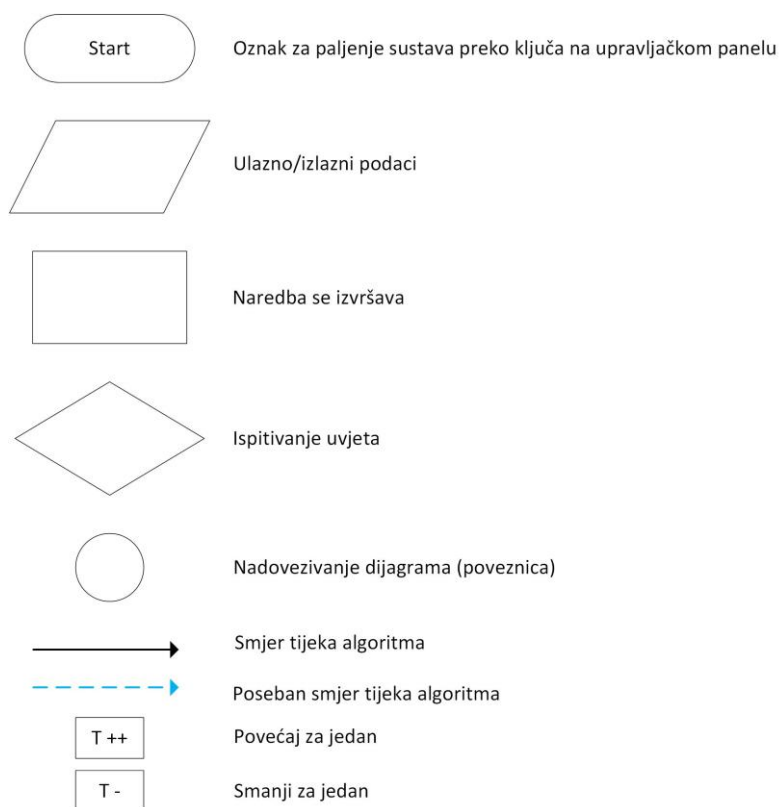 Start Oznak za paljenje sustava preko ključa na upravljačkom panelu
Ulazno/izlazni podaci
Naredba se izvršava
Ispitivanje uvjeta
Nadovezivanje dijagrama (poveznica)
Smjer tijeka algoritma
Poseban smjer tijeka algoritma
T ++ Povećaj za jedan
T - Smanji za jedan